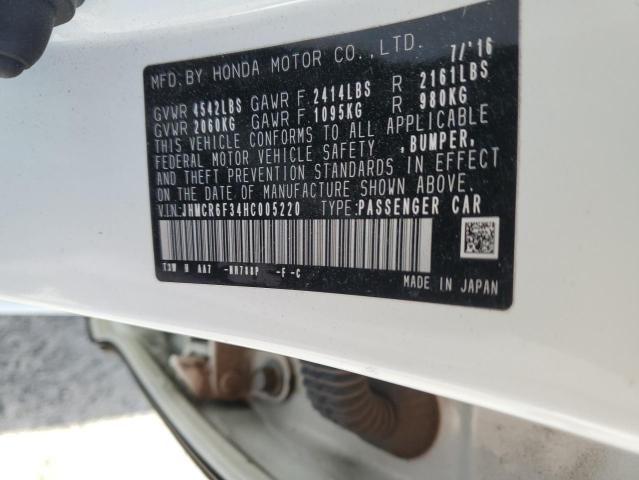 MFD.BY HONDA MOTOR CO.,LTD. 7/'16
GVWR 4542LBS GAWR F 2414LBS R 2161LBS
GVWR 2060KG GAWR F 1095KG R 980KG
THIS VEHICLE CONFORMS TO ALL APPLICABLE
FEDERAL MOTOR VEHICLE SAFETY ,BUMPER,
AND THEFT PREVENTION STANDARDS IN EFFECT
ON THE DATE OF MANUFACTURE SHOWN ABOVE.
V.I.N:JHMCR6F34HC005220 TYPE:PASSENGER CAR
AA7 -NH788P -F -C
MADE IN JAPAN